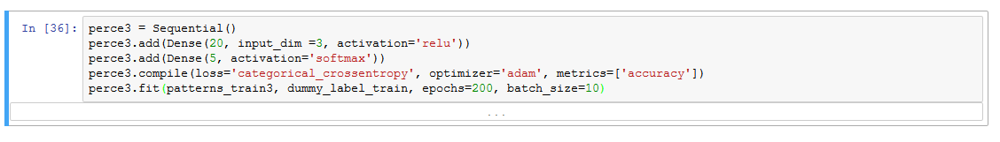 In [36]: perce3 = Sequential()
perce3.add(Dense(20, input_dim =3, activation='relu'))
perce3.add(Dense(5, activation='softmax'))
perce3.compile(loss='categorical_crossentropy', optimizer='adam', metrics=['accuracy'])
perce3.fit(patterns_train3, dummy_label_train, epochs=200, batch_size=10)
...